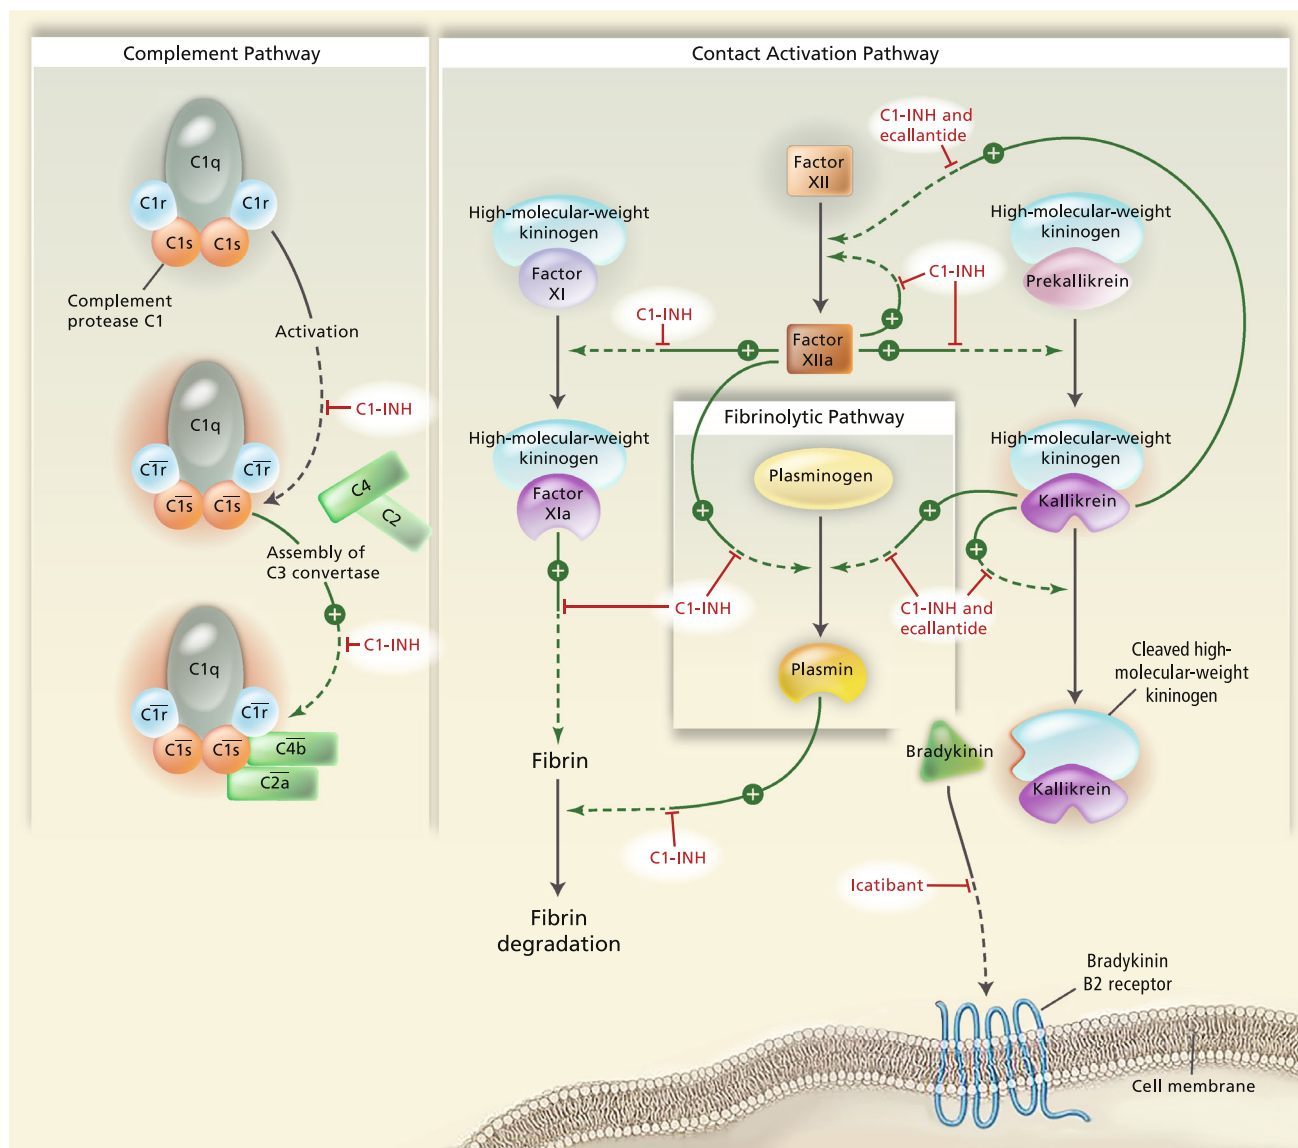 Complement Pathway
C1q
C1r
C1r
C1s
C1s
Complement
protease C1
Activation
C1-INH
C1q
C1r
C1r
C1s
C1s
C4
C2
Assembly of
C3 convertase
+
C1-INH
C1q
C1r
C1r
C1s
C1s
C4b
C2a
Contact Activation Pathway
C1-INH and
ecallantide
+
Factor
XII
High-molecular-weight
kininogen
Factor
XI
High-molecular-weight
kininogen
Prekallikrein
C1-INH
C1-INH
+
+
Factor
XIIa
+
Fibrinolytic Pathway
High-molecular-weight
kininogen
Factor
XIa
Plasminogen
High-molecular-weight
kininogen
Kallikrein
+
+
+
+
C1-INH
C1-INH and
ecallantide
Plasmin
Cleaved high-
molecular-weight
kininogen
Fibrin
Bradykinin
Kallikrein
+
C1-INH
Icatibant
Fibrin
degradation
Bradykinin
B2 receptor
Cell membrane